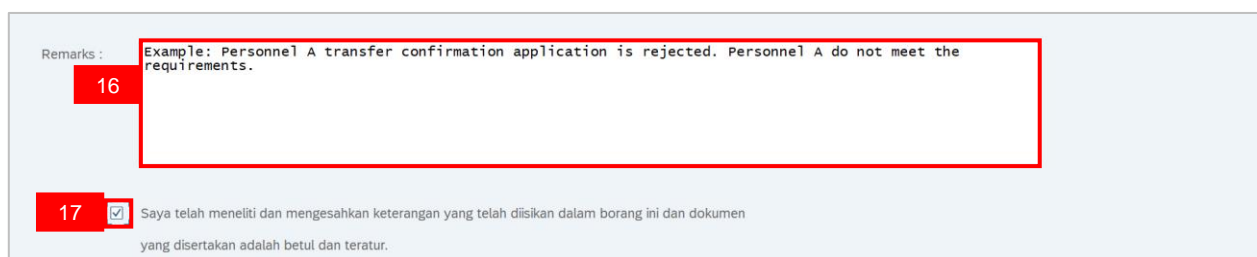 Remarks :
Example: Personnel A transfer confirmation application is rejected. Personnel A do not meet the
requirements.
16
17
Saya telah meneliti dan mengesahkan keterangan yang telah diisikan dalam borang ini dan dokumen
yang disertakan adalah betul dan teratur.